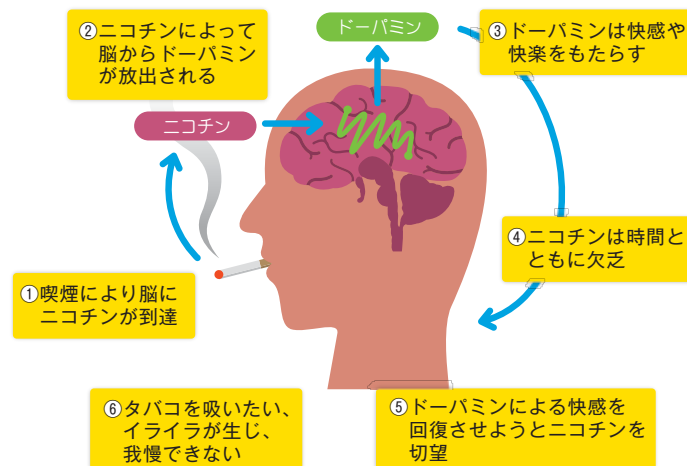 ②ニコチンによって
脳からドーパミン
が放出される
ドーパミン
③ドーパミンは快感や
快楽をもたらす
ニコチン
④ニコチンは時間と
ともに欠乏
①喫煙により脳に
ニコチンが到達
⑥タバコを吸いたい、
イライラが生じ、
我慢できない
⑤ドーパミンによる快感を
回復させようとニコチンを
切望